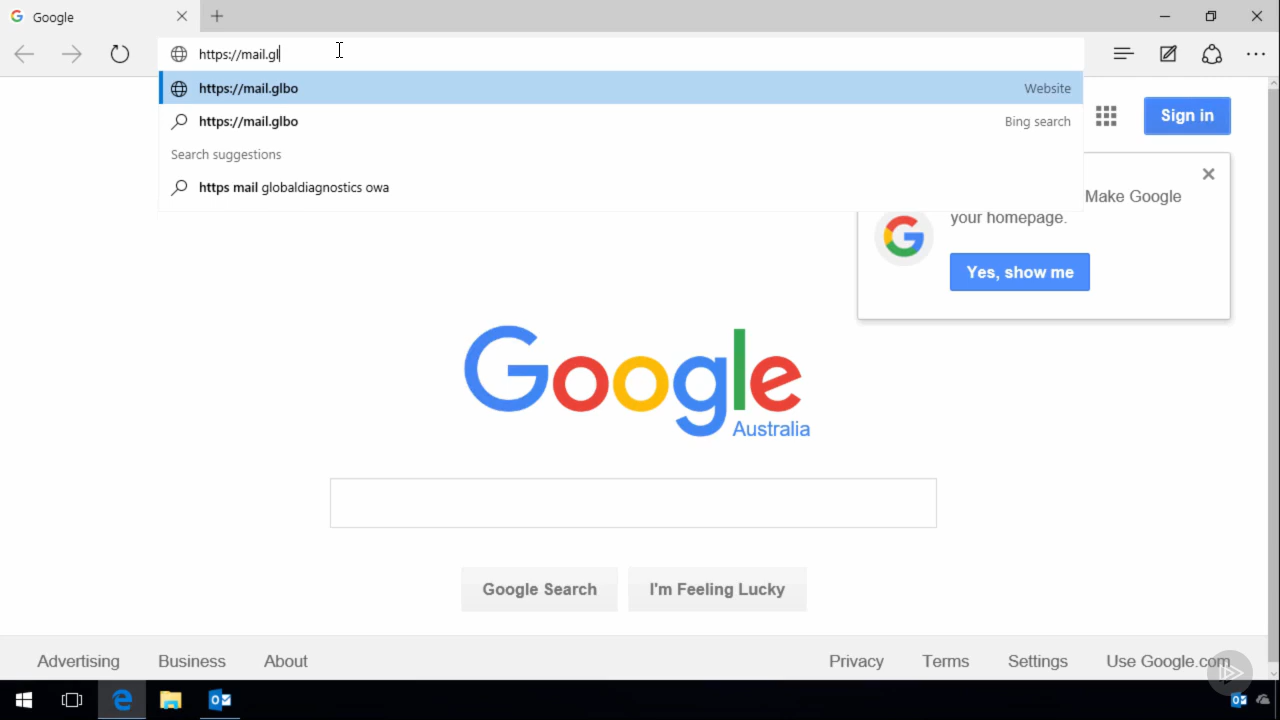 Google
https://mail.gl
https://mail.glbo Website
https://mail.glbo Bing search
Search suggestions
https mail globaldiagnostics owa
Sign in
Make Google
your homepage.
Yes, show me
Google
Australia
Google Search I'm Feeling Lucky
Advertising Business About Privacy Terms Settings Use Google.com